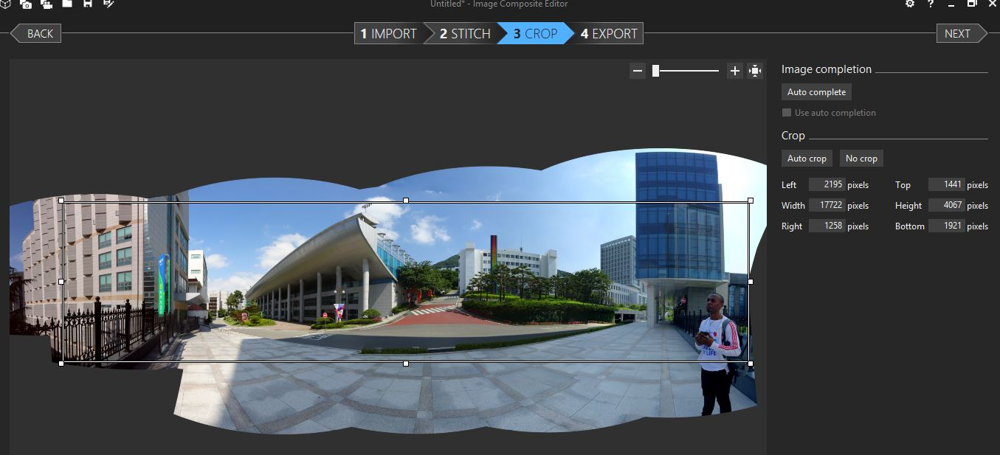 Untitled* - Image Composite Editor
?
BACK
1 IMPORT
2 STITCH
3 CROP
4 EXPORT
NEXT
Image completion
Auto complete
Use auto completion
Crop
Auto crop
No crop
Left 2195 pixels
Top 1441 pixels
Width 17722 pixels
Height 4067 pixels
Right 1258 pixels
Bottom 1921 pixels
LIFE